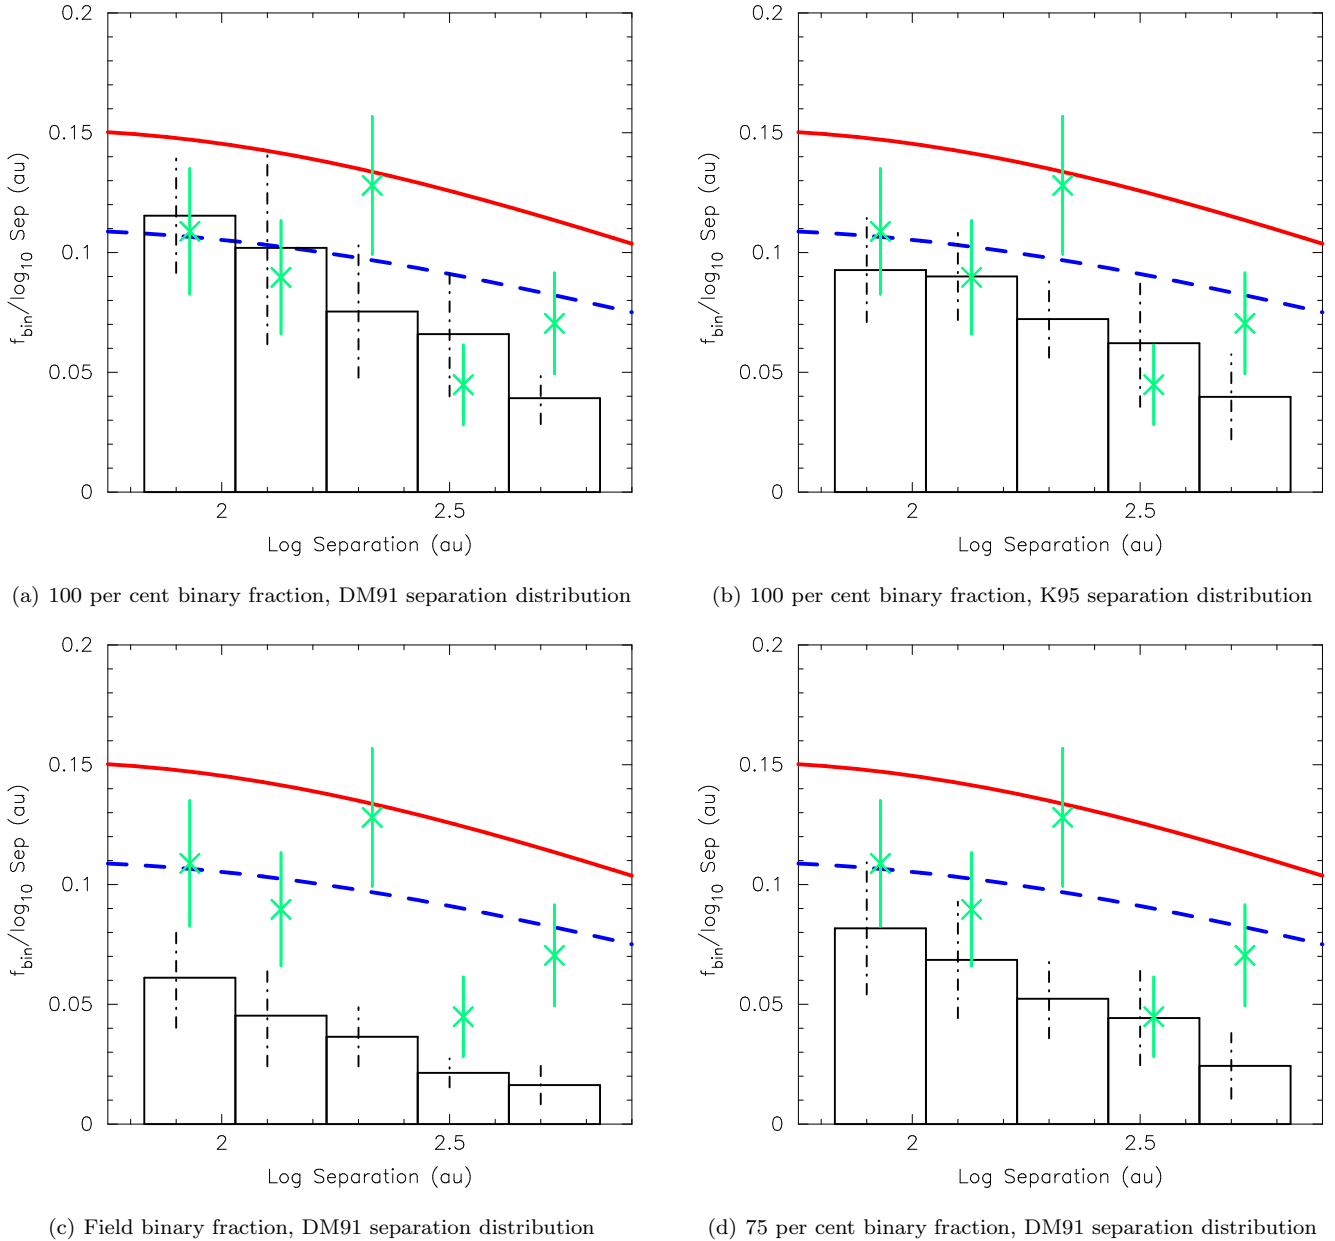 0.2
0.15
0.1
0.05
0
f_bin/log_10 Sep (au)
2
2.5
Log Separation (au)
(a) 100 per cent binary fraction, DM91 separation distribution
0.2
0.15
0.1
0.05
0
f_bin/log_10 Sep (au)
2
2.5
Log Separation (au)
(b) 100 per cent binary fraction, K95 separation distribution
0.2
0.15
0.1
0.05
0
f_bin/log_10 Sep (au)
2
2.5
Log Separation (au)
(c) Field binary fraction, DM91 separation distribution
0.2
0.15
0.1
0.05
0
f_bin/log_10 Sep (au)
2
2.5
Log Separation (au)
(d) 75 per cent binary fraction, DM91 separation distribution